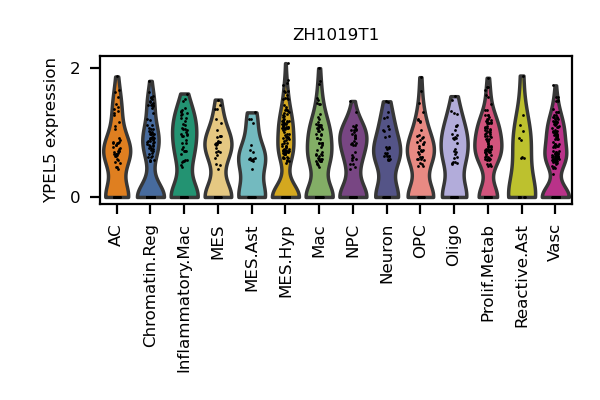 ZH1019T1
YPEL5 expression
2
0
AC
Chromatin.Reg
Inflammatory.Mac
MES
MES.Ast
MES.Hyp
Mac
NPC
Neuron
OPC
Oligo
Prolif.Metab
Reactive.Ast
Vasc